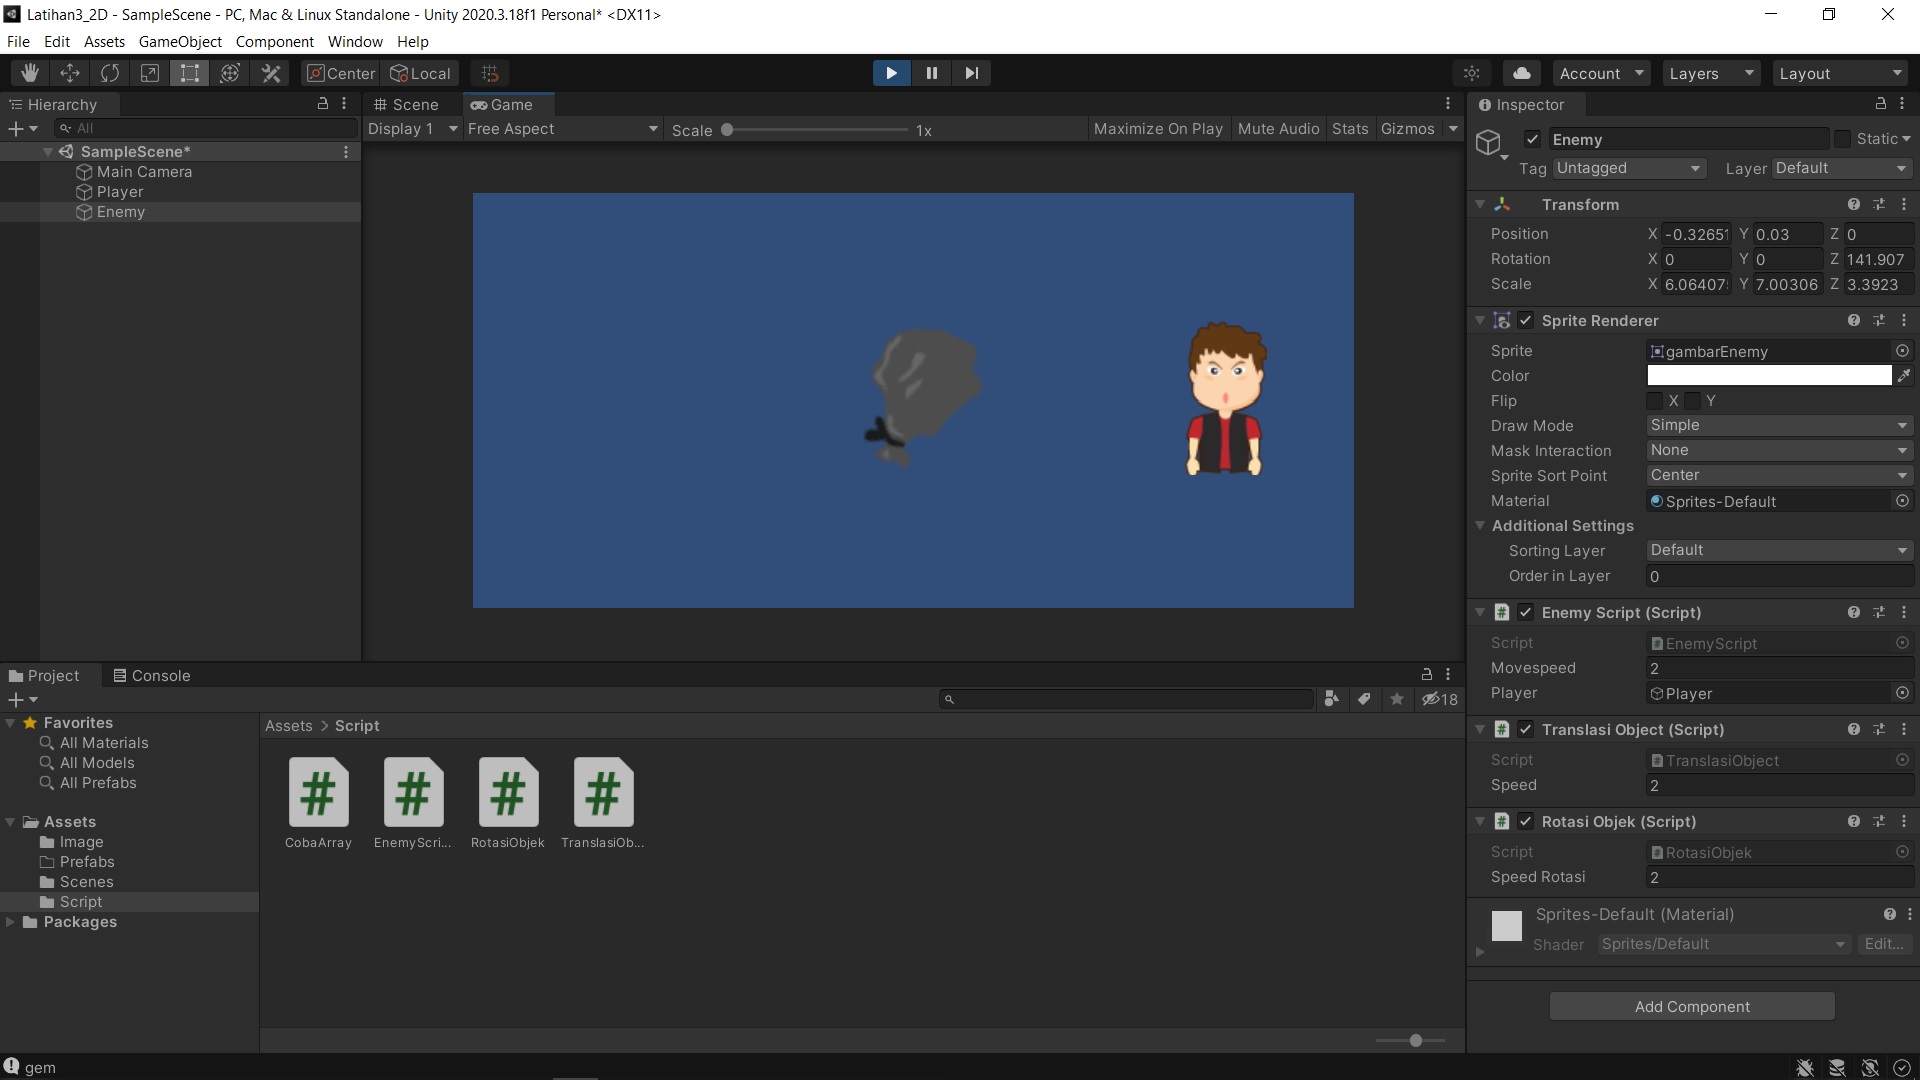 Latihan3_2D - SampleScene - PC, Mac & Linux Standalone - Unity 2020.3.18f1 Personal* <DX11>
File Edit Assets GameObject Component Window Help
Center Local Account Layers Layout
Hierarchy
All
SampleScene*
Main Camera
Player
Enemy
Scene Game
Display 1 Free Aspect Scale 1x Maximize On Play Mute Audio Stats Gizmos
Inspector
Enemy Static
Tag Untagged Layer Default
Transform
Position X -0.32651 Y 0.03 Z 0
Rotation X 0 Y 0 Z 141.907
Scale X 6.06407 Y 7.00306 Z 3.3923
Sprite Renderer
Sprite gambarEnemy
Color
Flip X Y
Draw Mode Simple
Mask Interaction None
Sprite Sort Point Center
Material Sprites-Default
Additional Settings
Sorting Layer Default
Order in Layer 0
Enemy Script (Script)
Script EnemyScript
Movespeed 2
Player Player
Translasi Object (Script)
Script TranslasiObject
Speed 2
Rotasi Objek (Script)
Script RotasiObjek
Speed Rotasi 2
Sprites-Default (Material)
Shader Sprites/Default Edit...
Add Component
Project Console
18
Favorites
All Materials
All Models
All Prefabs
Assets
Image
Prefabs
Scenes
Script
Packages
Assets > Script
CobaArray EnemyScri... RotasiObjek TranslasiOb...
gem